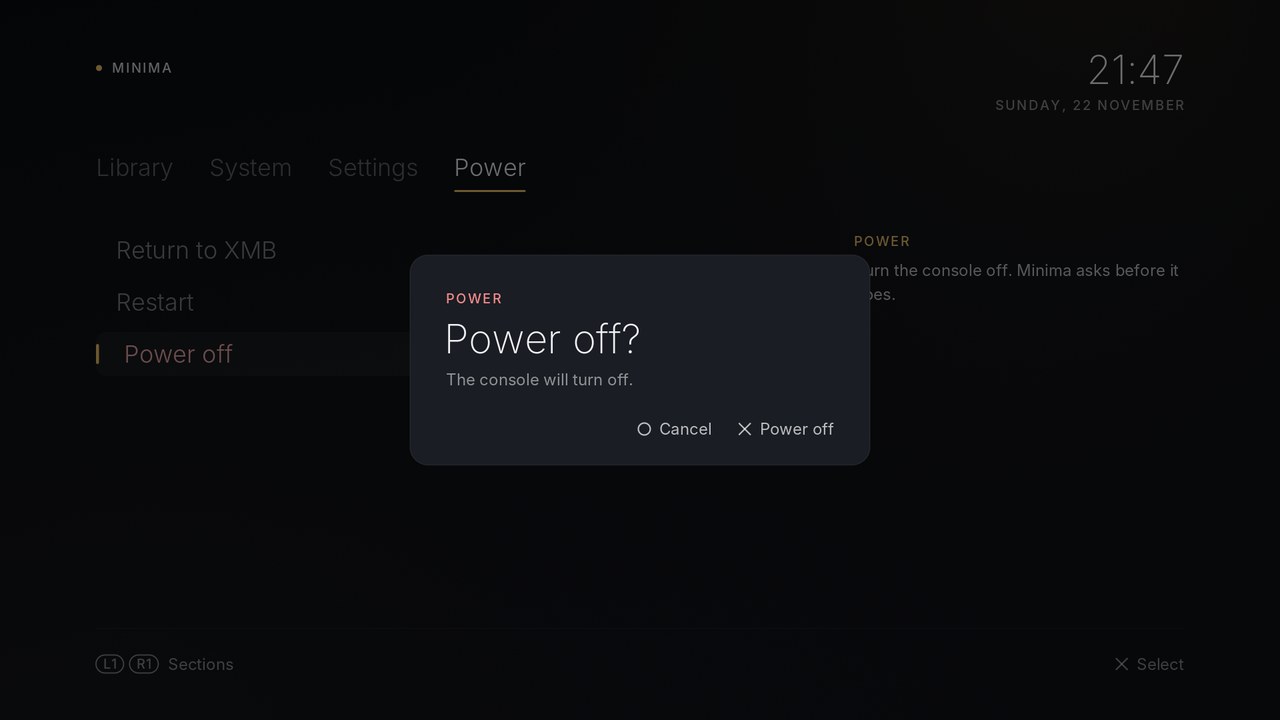 MINIMA
21:47
SUNDAY, 22 NOVEMBER
Library System Settings Power
Return to XMB
Restart
Power off
POWER
urn the console off. Minima asks before it
oes.
POWER
Power off?
The console will turn off.
Cancel Power off
L1 R1 Sections
Select